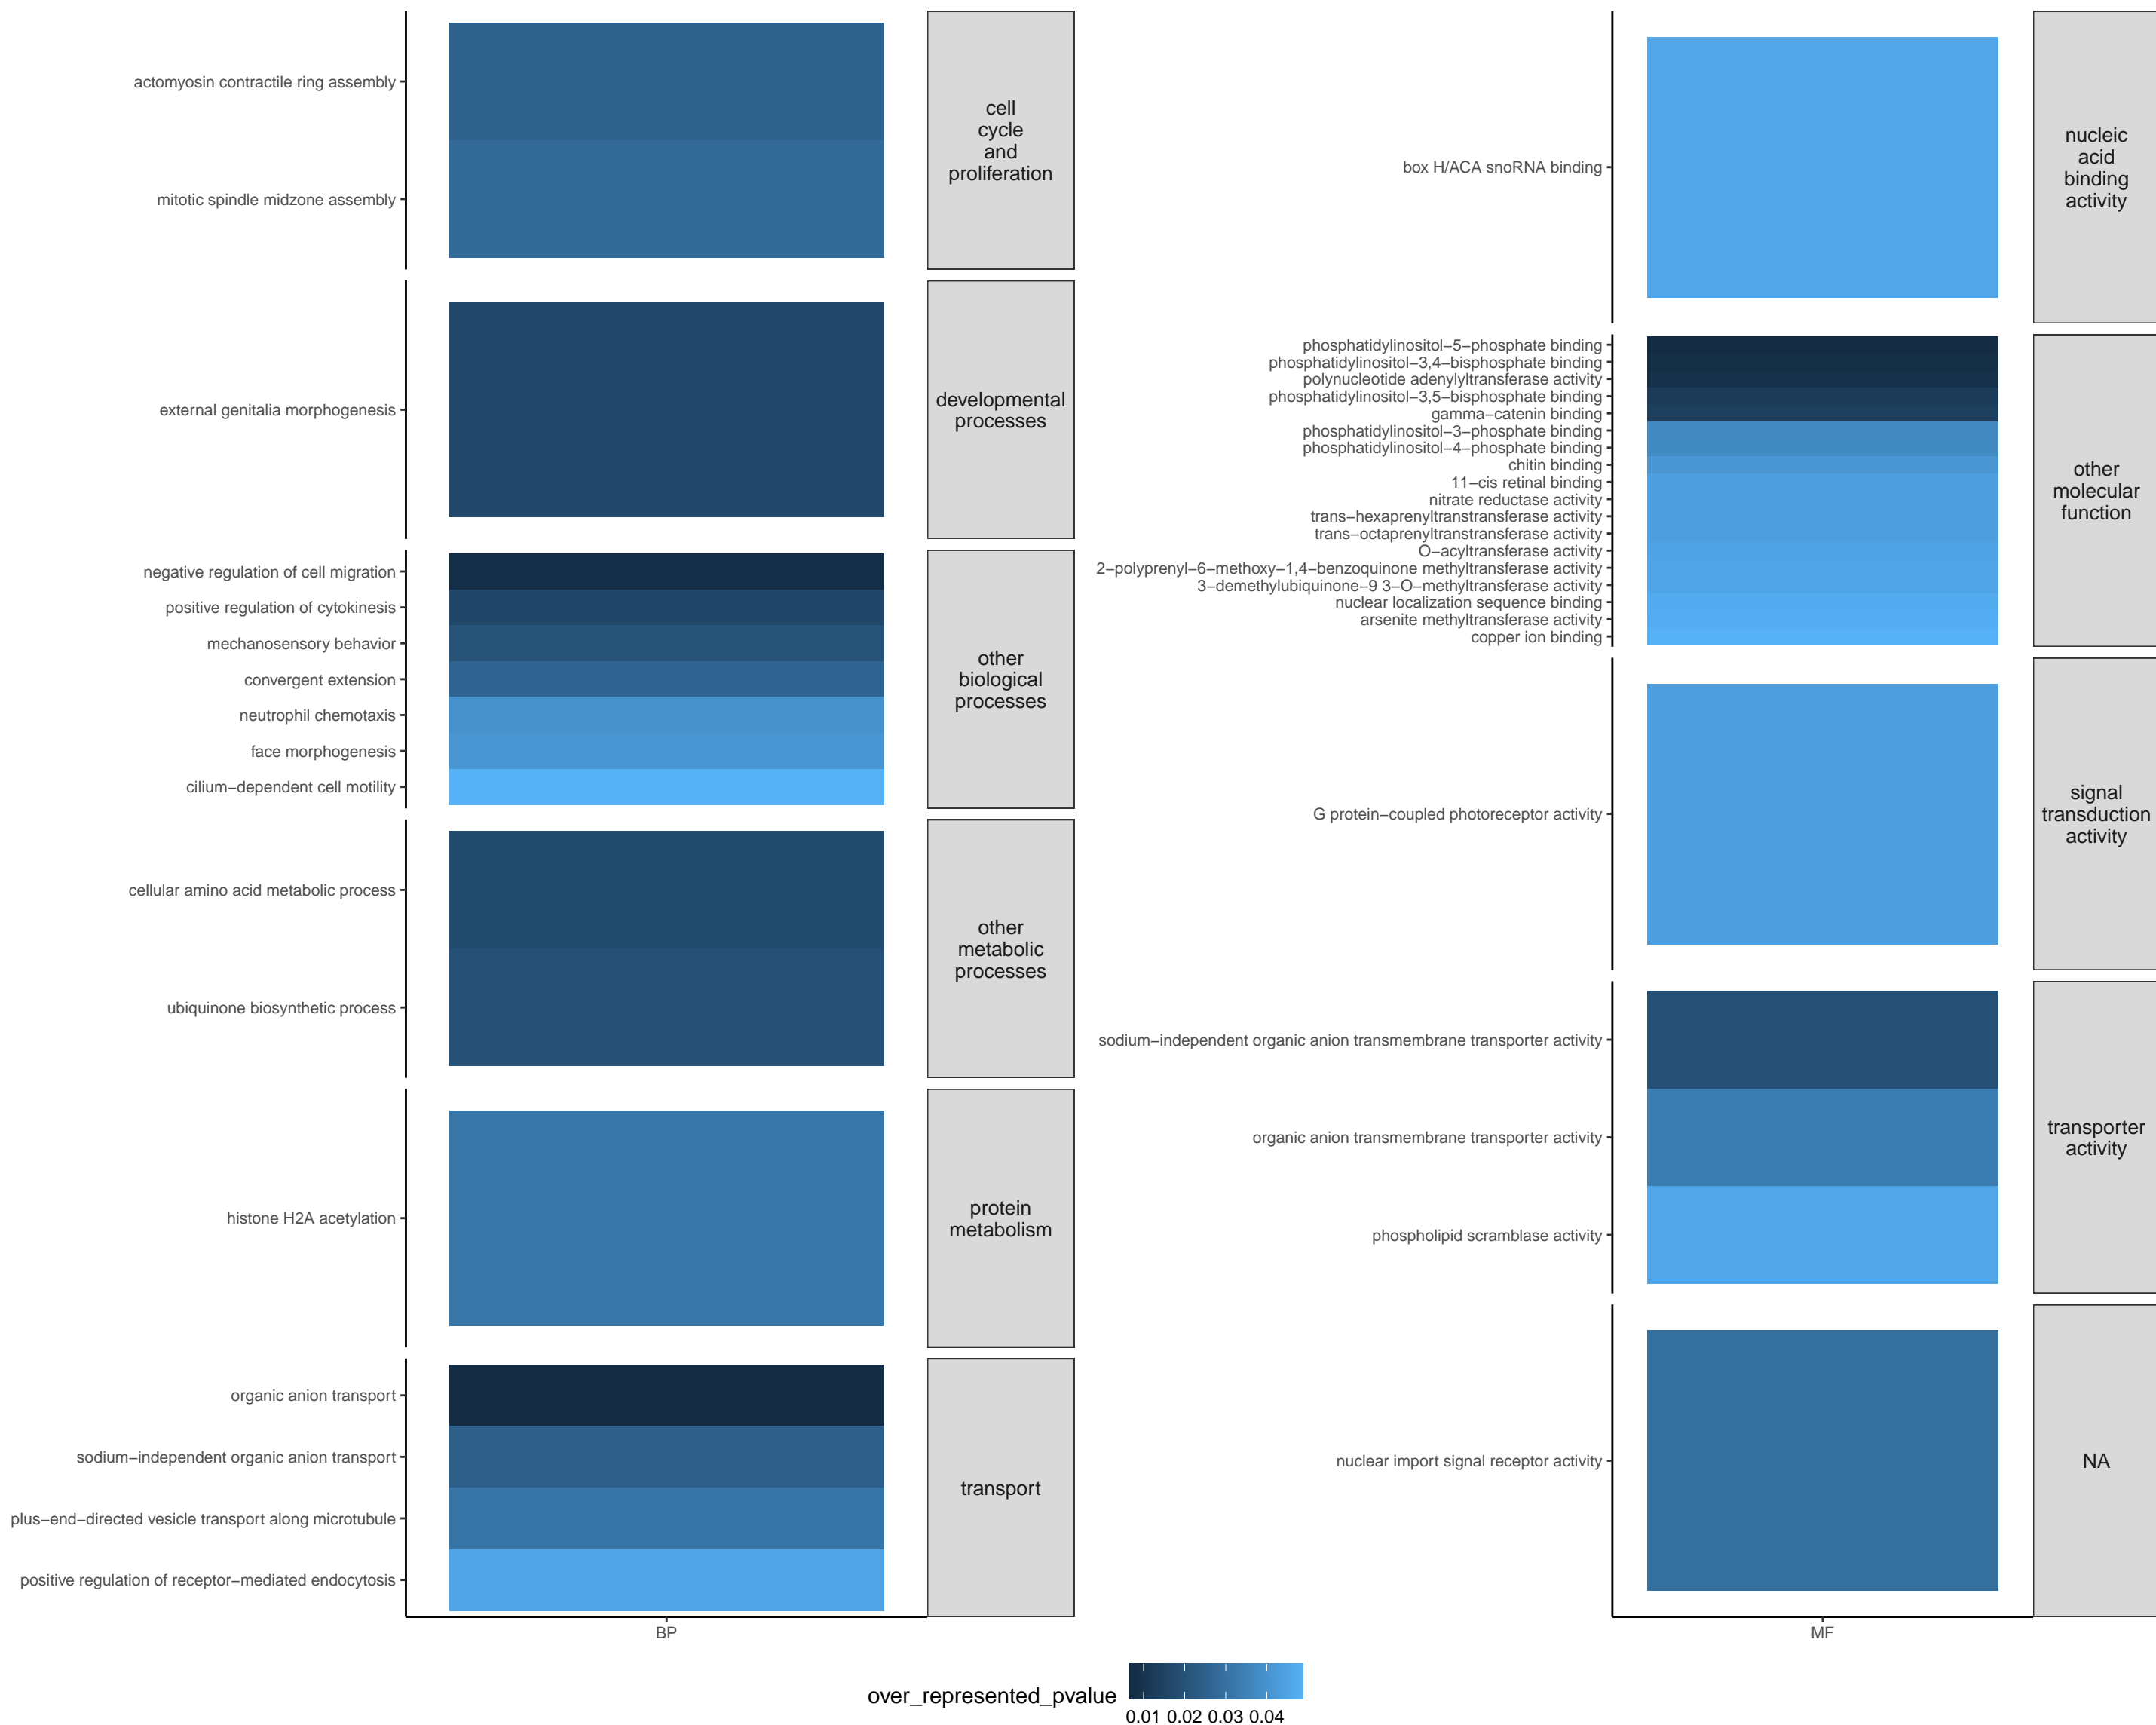 actomyosin contractile ring assembly
mitotic spindle midzone assembly
cell
cycle
and
proliferation
external genitalia morphogenesis
developmental
processes
negative regulation of cell migration
positive regulation of cytokinesis
mechanosensory behavior
convergent extension
neutrophil chemotaxis
face morphogenesis
cilium−dependent cell motility
other
biological
processes
cellular amino acid metabolic process
ubiquinone biosynthetic process
other
metabolic
processes
histone H2A acetylation
protein
metabolism
organic anion transport
sodium−independent organic anion transport
plus−end−directed vesicle transport along microtubule
positive regulation of receptor−mediated endocytosis
transport
BP
box H/ACA snoRNA binding
nucleic
acid
binding
activity
phosphatidylinositol−5−phosphate binding
phosphatidylinositol−3,4−bisphosphate binding
polynucleotide adenylyltransferase activity
phosphatidylinositol−3,5−bisphosphate binding
gamma−catenin binding
phosphatidylinositol−3−phosphate binding
phosphatidylinositol−4−phosphate binding
chitin binding
11−cis retinal binding
nitrate reductase activity
trans−hexaprenyltranstransferase activity
trans−octaprenyltranstransferase activity
O−acyltransferase activity
2−polyprenyl−6−methoxy−1,4−benzoquinone methyltransferase activity
3−demethylubiquinone−9 3−O−methyltransferase activity
nuclear localization sequence binding
arsenite methyltransferase activity
copper ion binding
other
molecular
function
G protein−coupled photoreceptor activity
signal
transduction
activity
sodium−independent organic anion transmembrane transporter activity
organic anion transmembrane transporter activity
phospholipid scramblase activity
transporter
activity
nuclear import signal receptor activity
NA
MF
over_represented_pvalue
0.01 0.02 0.03 0.04